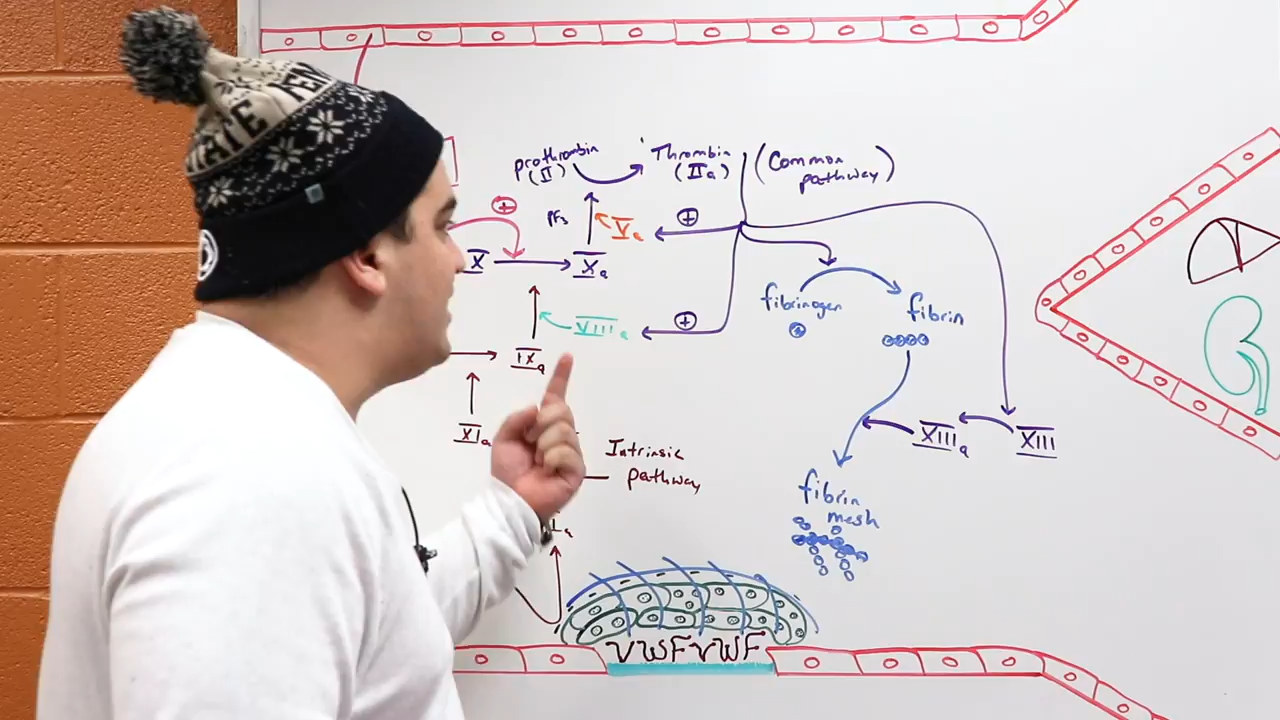 prothrombin
(II)
Thrombin
(IIa)
(Common
pathway)
+
PF3
Va
+
X
Xa
fibrinogen
fibrin
VIIIa
+
IXa
XIa
XIIIa
XIII
Intrinsic
pathway
fibrin
mesh
VWF VWF